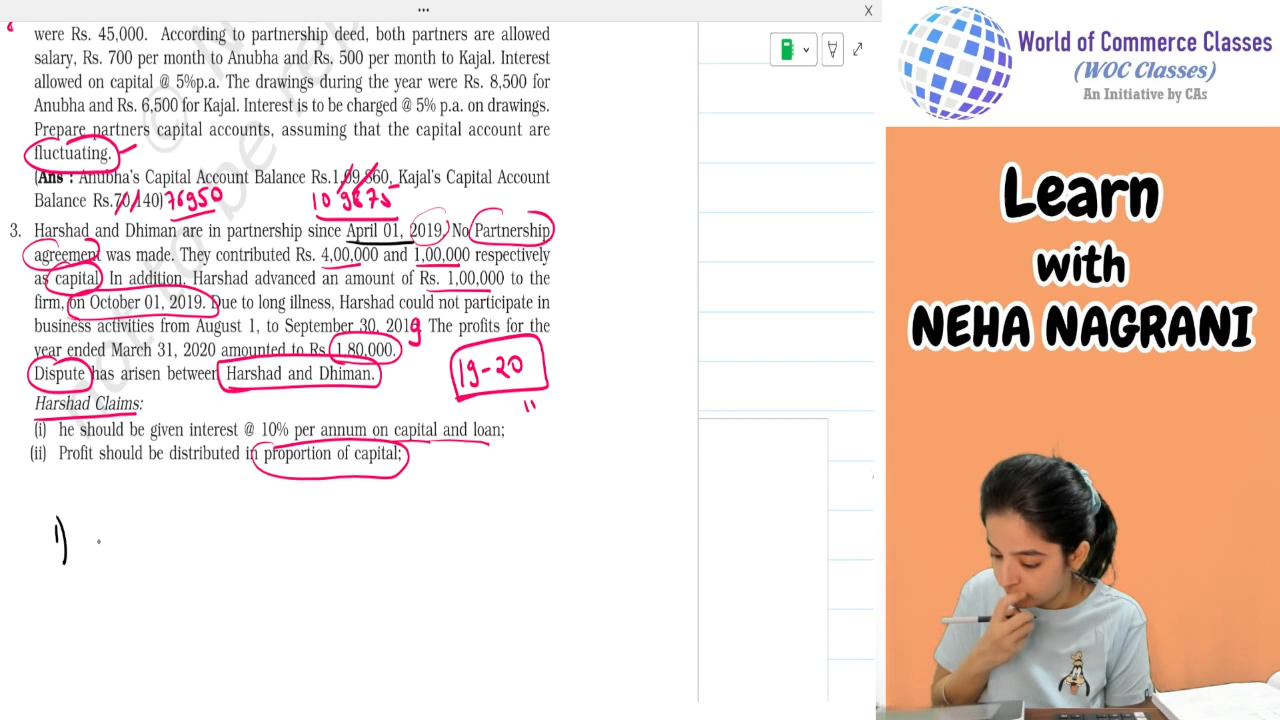 were Rs. 45,000. According to partnership deed, both partners are allowed
salary, Rs. 700 per month to Anubha and Rs. 500 per month to Kajal. Interest
allowed on capital @ 5%p.a. The drawings during the year were Rs. 8,500 for
Anubha and Rs. 6,500 for Kajal. Interest is to be charged @ 5% p.a. on drawings.
Prepare partners capital accounts, assuming that the capital account are
fluctuating.
(Ans : Anubha's Capital Account Balance Rs.1,09,860, Kajal's Capital Account
Balance Rs.70,140) 76950 109875
3. Harshad and Dhiman are in partnership since April 01, 2019. No Partnership
agreement was made. They contributed Rs. 4,00,000 and 1,00,000 respectively
as capital. In addition, Harshad advanced an amount of Rs. 1,00,000 to the
firm, on October 01, 2019. Due to long illness, Harshad could not participate in
business activities from August 1, to September 30, 2019 The profits for the
year ended March 31, 2020 amounted to Rs. 1,80,000.
Dispute has arisen between Harshad and Dhiman.
19-20
Harshad Claims:
(i) he should be given interest @ 10% per annum on capital and loan;
(ii) Profit should be distributed in proportion of capital;
1)
World of Commerce Classes
(WOC Classes)
An Initiative by CAs
Learn
with
NEHA NAGRANI